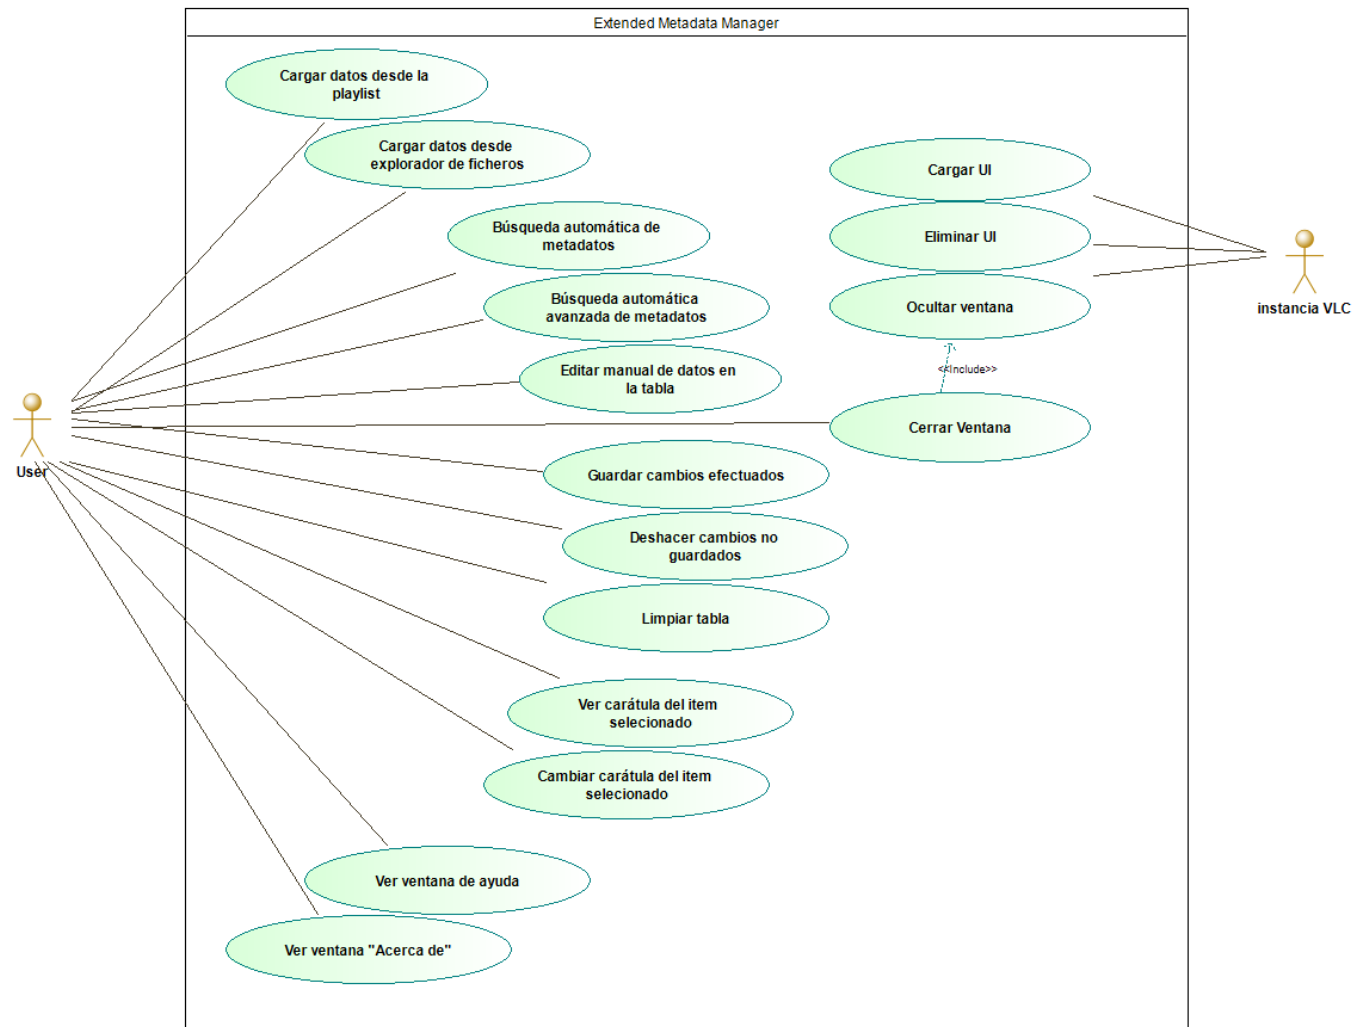 Extended Metadata Manager
Cargar datos desde la
playlist
Cargar datos desde
explorador de ficheros
Cargar UI
Búsqueda automática de
metadatos
Eliminar UI
Búsqueda automática
avanzada de metadatos
Ocultar ventana
instancia VLC
Editar manual de datos en
la tabla
<<Include>>
Cerrar Ventana
User
Guardar cambios efectuados
Deshacer cambios no
guardados
Limpiar tabla
Ver carátula del item
selecionado
Cambiar carátula del item
selecionado
Ver ventana de ayuda
Ver ventana "Acerca de"